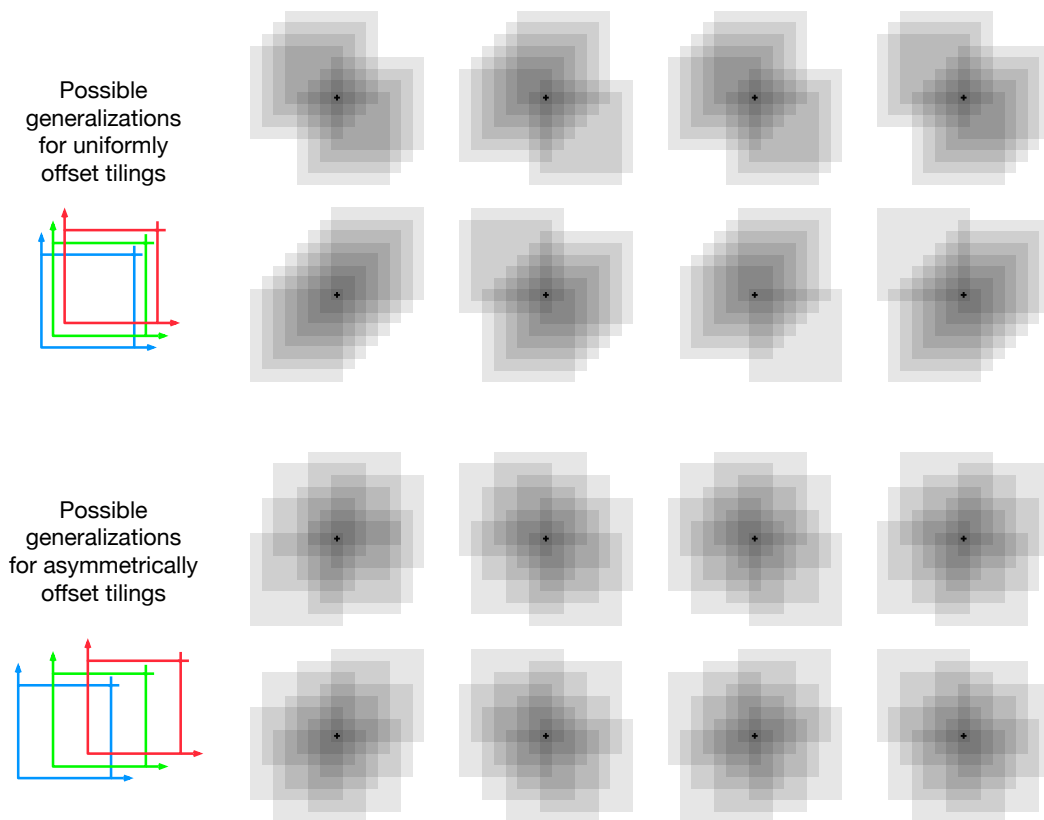 Possible
generalizations
for uniformly
offset tilings
Possible
generalizations
for asymmetrically
offset tilings